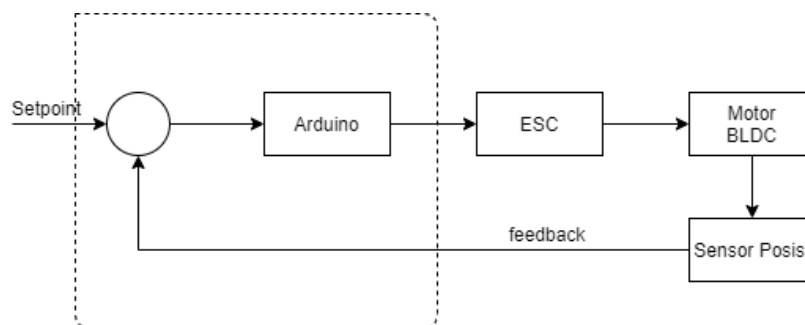 Setpoint
Arduino
ESC
Motor
BLDC
feedback
Sensor Posis